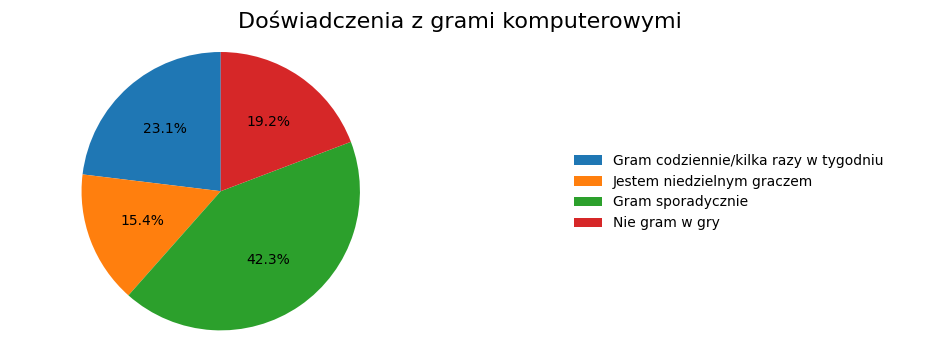 Doświadczenia z grami komputerowymi
23.1%
19.2%
15.4%
42.3%
Gram codziennie/kilka razy w tygodniu
Jestem niedzielnym graczem
Gram sporadycznie
Nie gram w gry